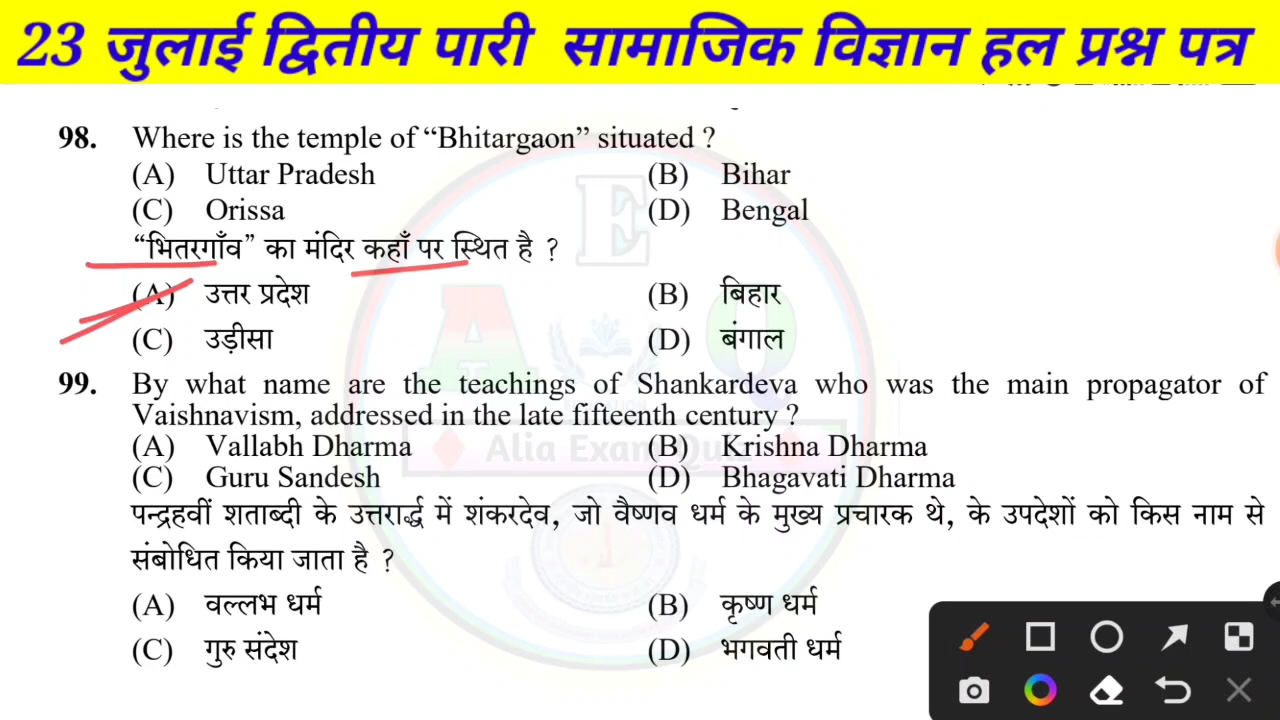 23 जुलाई द्वितीय पारी सामाजिक विज्ञान हल प्रश्न पत्र
98. Where is the temple of “Bhitargaon” situated ?
(A) Uttar Pradesh (B) Bihar
(C) Orissa (D) Bengal
“भितरगाँव” का मंदिर कहाँ पर स्थित है ?
(A) उत्तर प्रदेश (B) बिहार
(C) उड़ीसा (D) बंगाल
99. By what name are the teachings of Shankardeva who was the main propagator of
Vaishnavism, addressed in the late fifteenth century ?
(A) Vallabh Dharma (B) Krishna Dharma
(C) Guru Sandesh (D) Bhagavati Dharma
Alia Exam Quiz
पन्द्रहवीं शताब्दी के उत्तरार्द्ध में शंकरदेव, जो वैष्णव धर्म के मुख्य प्रचारक थे, के उपदेशों को किस नाम से
संबोधित किया जाता है ?
(A) वल्लभ धर्म (B) कृष्ण धर्म
(C) गुरु संदेश (D) भगवती धर्म